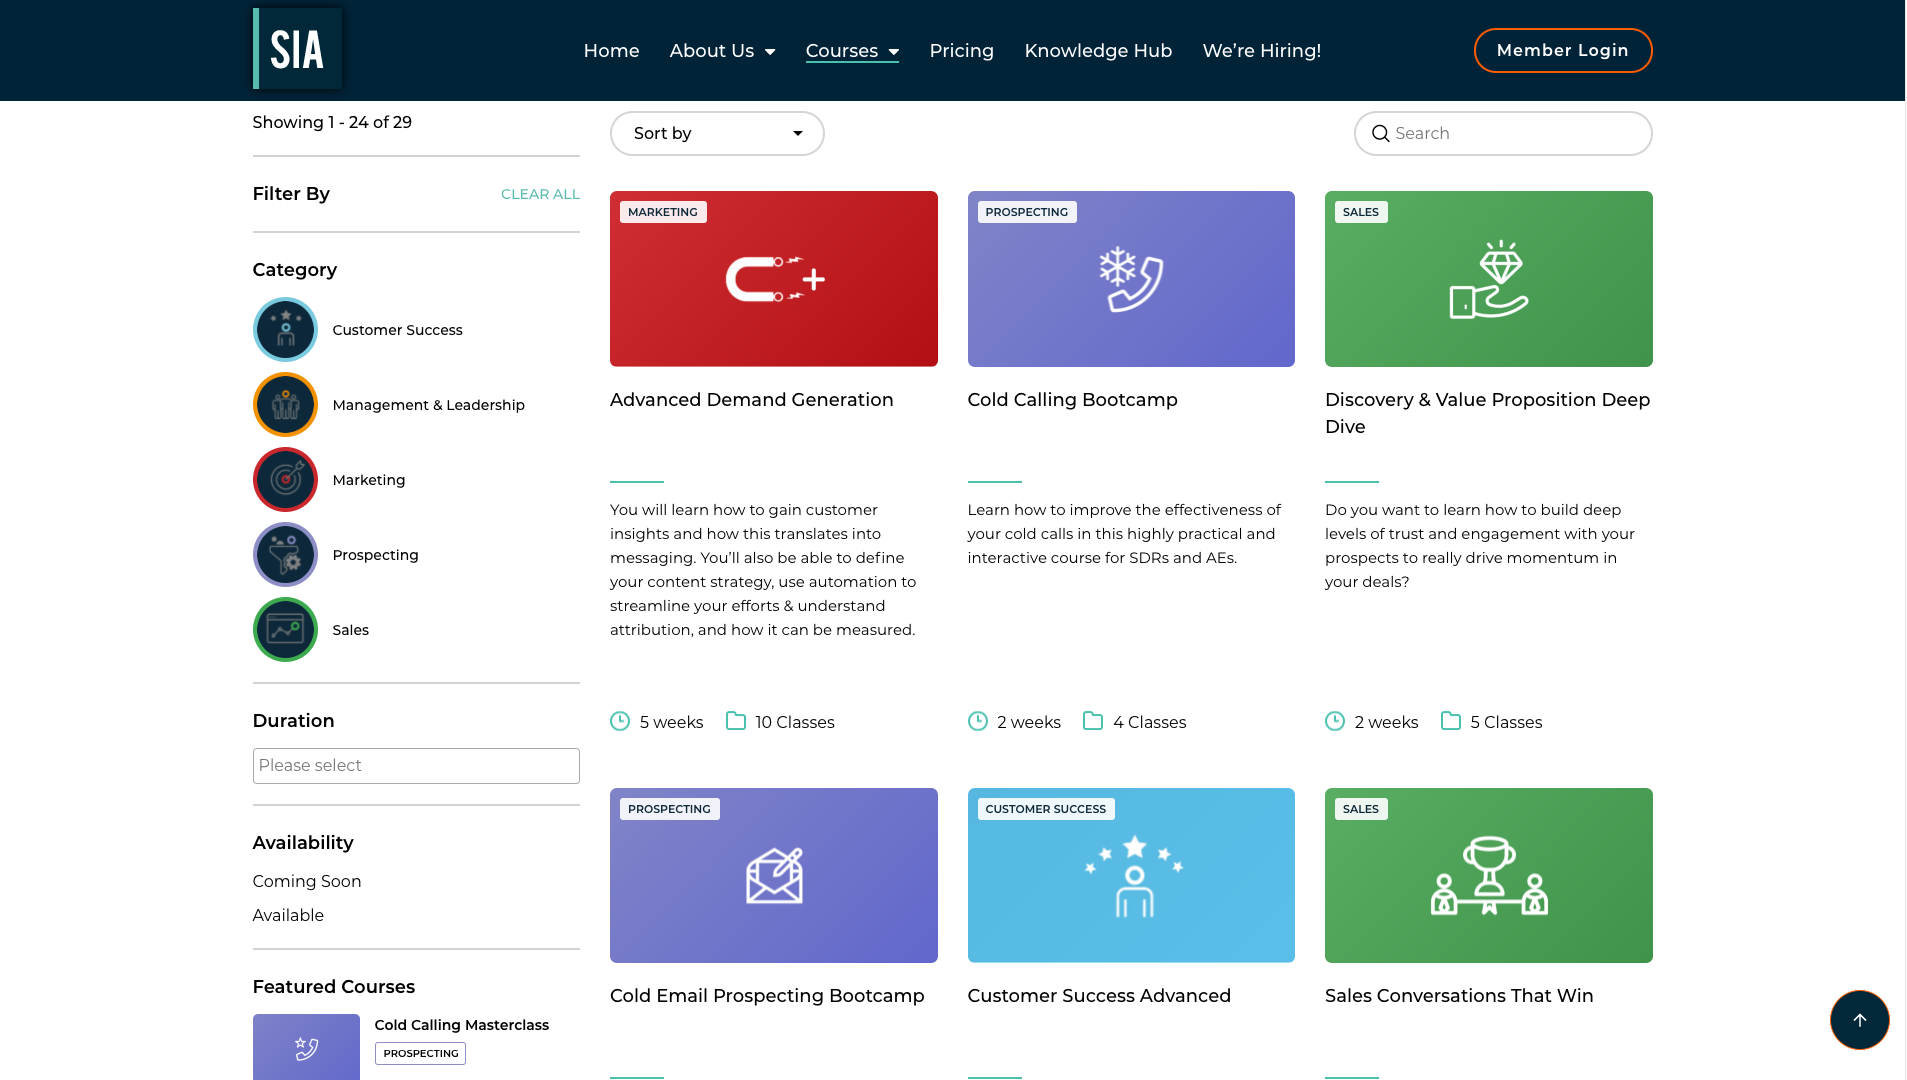 SIA
Home
About Us
Courses
Pricing
Knowledge Hub
We're Hiring!
Member Login
Showing 1 - 24 of 29
Sort by
Search
Filter By
CLEAR ALL
Category
Customer Success
Management & Leadership
Marketing
Prospecting
Sales
Duration
Please select
Availability
Coming Soon
Available
Featured Courses
Cold Calling Masterclass
PROSPECTING
MARKETING
Advanced Demand Generation
You will learn how to gain customer
insights and how this translates into
messaging. You'll also be able to define
your content strategy, use automation to
streamline your efforts & understand
attribution, and how it can be measured.
5 weeks
10 Classes
PROSPECTING
Cold Calling Bootcamp
Learn how to improve the effectiveness of
your cold calls in this highly practical and
interactive course for SDRs and AEs.
2 weeks
4 Classes
SALES
Discovery & Value Proposition Deep
Dive
Do you want to learn how to build deep
levels of trust and engagement with your
prospects to really drive momentum in
your deals?
2 weeks
5 Classes
PROSPECTING
Cold Email Prospecting Bootcamp
CUSTOMER SUCCESS
Customer Success Advanced
SALES
Sales Conversations That Win